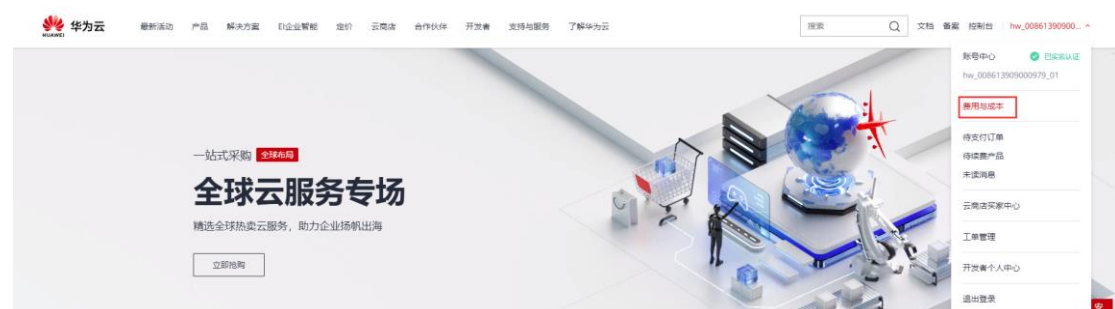 HUAWEI 华为云 最新活动 产品 解决方案 EI企业智能 定价 云商店 合作伙伴 开发者 支持与服务 了解华为云 搜索 文档 备案 控制台 hw_00861390900...
账号中心 已实名认证
hw_008613909000979_01
费用与成本
待支付订单
待续费产品
未读消息
云商店买家中心
工单管理
开发者个人中心
退出登录
一站式采购 全球布局
全球云服务专场
精选全球热卖云服务，助力企业扬帆出海
立即抢购